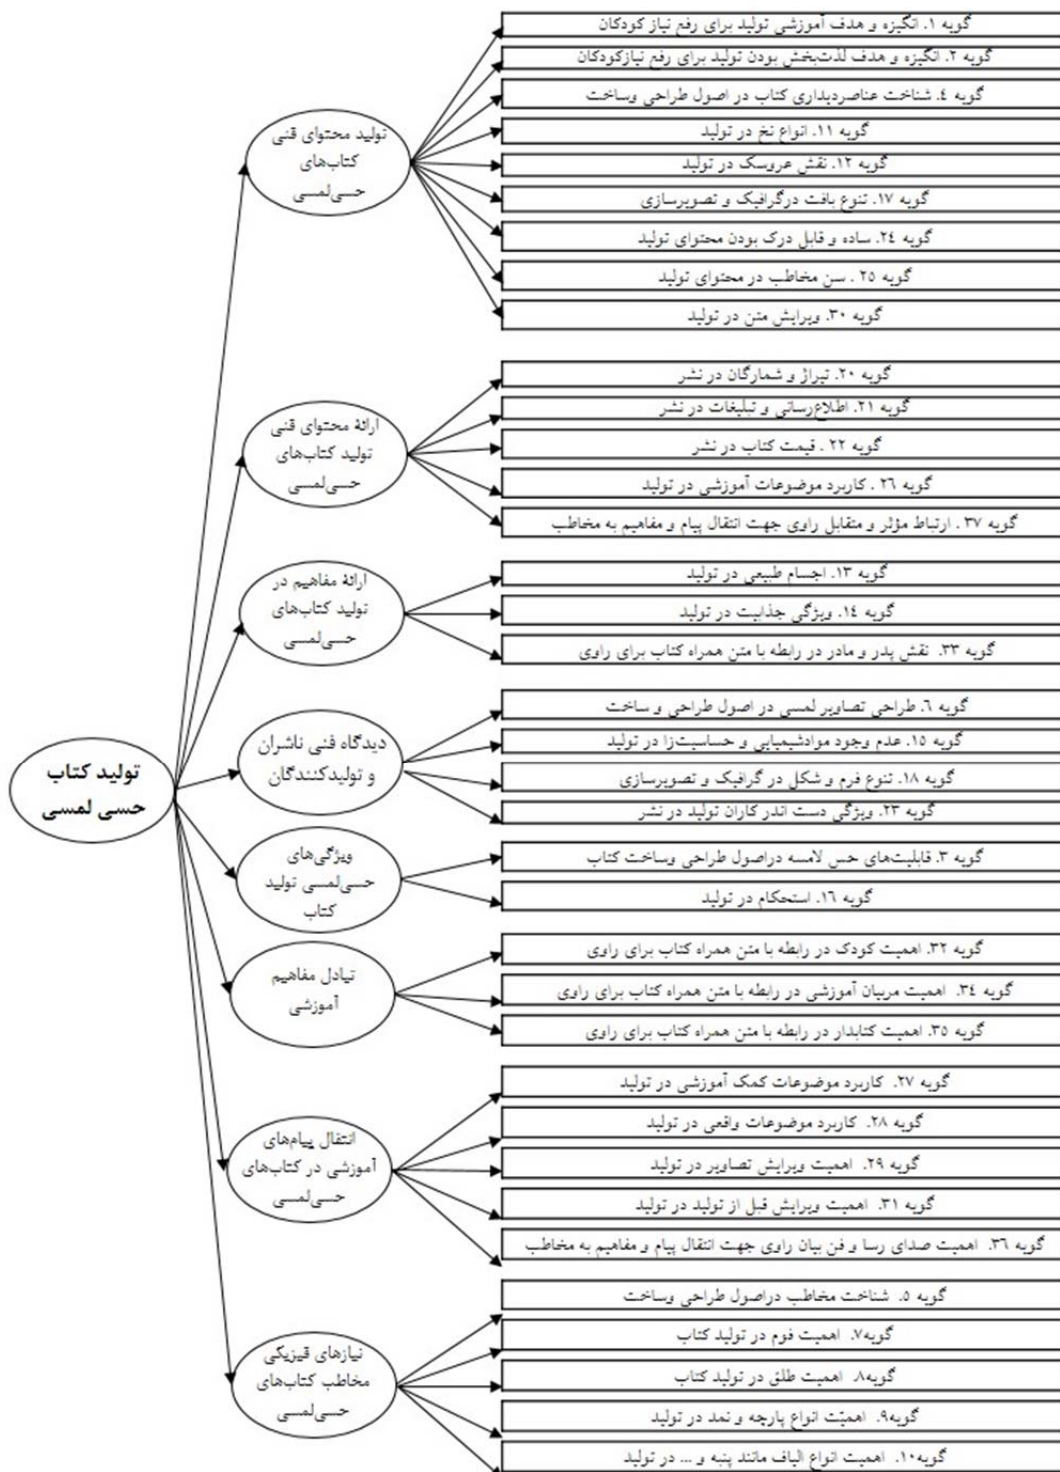 تولید کتاب
حسی لمسی
تولید محتوای قنی
کتاب‌های
حسی‌لمسی
گویه ۱. انگیزه و هدف آموزشی تولید برای رفع نیاز کودکان
گویه ۲. انگیزه و هدف لذت‌بخش بودن تولید برای رفع نیازکودکان
گویه ٤. شناخت عناصردیداری کتاب در اصول طراحی وساخت
گویه ۱۱. انواع نخ در تولید
گویه ۱۲. نقش عروسک در تولید
گویه ۱۷. تنوع بافت درگرافیک و تصویرسازی
گویه ۲٤. ساده و قابل درک بودن محتوای تولید
گویه ۲٥ . سن مخاطب در محتوای تولید
گویه ۳۰. ویرایش متن در تولید
ارائهٔ محتوای قنی
تولید کتاب‌های
حسی‌لمسی
گویه ۲۰. تیراژ و شمارگان در نشر
گویه ۲۱. اطلاع‌رسانی و تبلیغات در نشر
گویه ۲۲ . قیمت کتاب در نشر
گویه ۲٦ . کاربرد موضوعات آموزشی در تولید
گویه ۳۷ . ارتباط مؤثر و متقابل راوی جهت انتقال پیام و مفاهیم به مخاطب
ارائهٔ مفاهیم در
تولید کتاب‌های
حسی‌لمسی
گویه ۱۳. اجسام طبیعی در تولید
گویه ۱٤. ویژگی جذابیت در تولید
گویه ۳۳. نقش پدر و مادر در رابطه با متن همراه کتاب برای راوی
دیدگاه فنی ناشران
و تولیدکنندگان
گویه ٦. طراحی تصاویر لمسی در اصول طراحی و ساخت
گویه ۱٥. عدم وجود موادشیمیایی و حساسیت‌زا در تولید
گویه ۱۸. تنوع فرم و شکل در گرافیک و تصویرسازی
گویه ۲۳. ویژگی دست اندر کاران تولید در نشر
ویژگی‌های
حسی‌لمسی تولید
کتاب
گویه ۳. قابلیت‌های حس لامسه دراصول طراحی وساخت کتاب
گویه ۱٦. استحکام در تولید
تبادل مفاهیم
آموزشی
گویه ۳۲. اهمیت کودک در رابطه با متن همراه کتاب برای راوی
گویه ۳٤. اهمیت مربیان آموزشی در رابطه با متن همراه کتاب برای راوی
گویه ۳٥. اهمیت کتابدار در رابطه با متن همراه کتاب برای راوی
انتقال پیام‌های
آموزشی در کتاب‌های
حسی‌لمسی
گویه ۲۷. کاربرد موضوعات کمک آموزشی در تولید
گویه ۲۸. کاربرد موضوعات واقعی در تولید
گویه ۲۹. اهمیت ویرایش تصاویر در تولید
گویه ۳۱. اهمیت ویرایش قبل از تولید در تولید
گویه ۳٦. اهمیت صدای رسا و فن بیان راوی جهت انتقال پیام و مفاهیم به مخاطب
نیازهای قیزیکی
مخاطب کتاب‌های
حسی‌لمسی
گویه ٥. شناخت مخاطب دراصول طراحی وساخت
گویه ۷. اهمیت فوم در تولید کتاب
گویه ۸. اهمیت طلق در تولید کتاب
گویه ۹. اهمیّت انواع پارچه و نمد در تولید
گویه ۱۰. اهمیت انواع الیاف مانند پنبه و ... در تولید